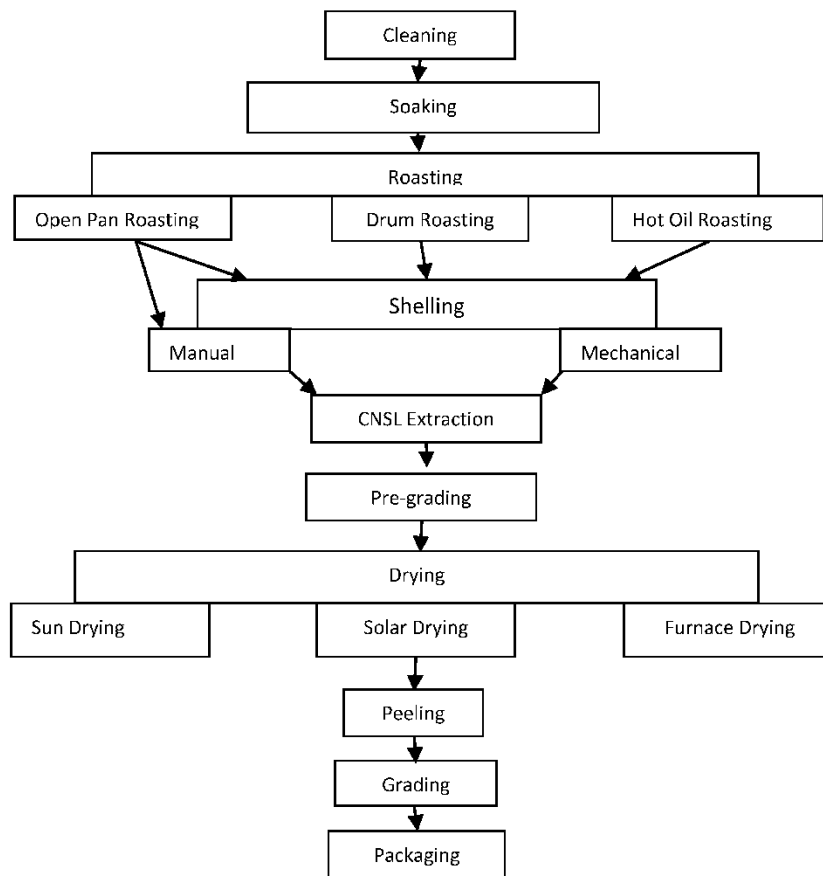 Cleaning
Soaking
Roasting
Open Pan Roasting
Drum Roasting
Hot Oil Roasting
Shelling
Manual
Mechanical
CNSL Extraction
Pre-grading
Drying
Sun Drying
Solar Drying
Furnace Drying
Peeling
Grading
Packaging